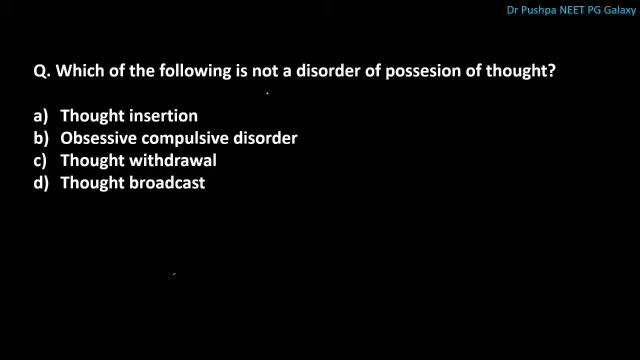 Dr Pushpa NEET PG Galaxy
Q. Which of the following is not a disorder of possesion of thought?
a) Thought insertion
b) Obsessive compulsive disorder
c) Thought withdrawal
d) Thought broadcast